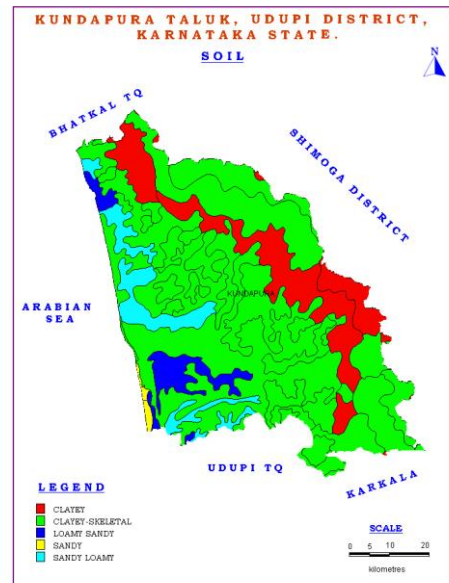 KUNDAPURA TALUK, UDUPI DISTRICT,
KARNATAKA STATE.
SOIL
N
BHATKAL TQ
SHIMOGA DISTRICT
KUNDAPURA
ARABIAN
SEA
UDUPI TQ
KARKALA
LEGEND
CLAYEY
CLAYEY-SKELETAL
LOAMY SANDY
SANDY
SANDY LOAMY
SCALE
0 5 10 20
kilometres